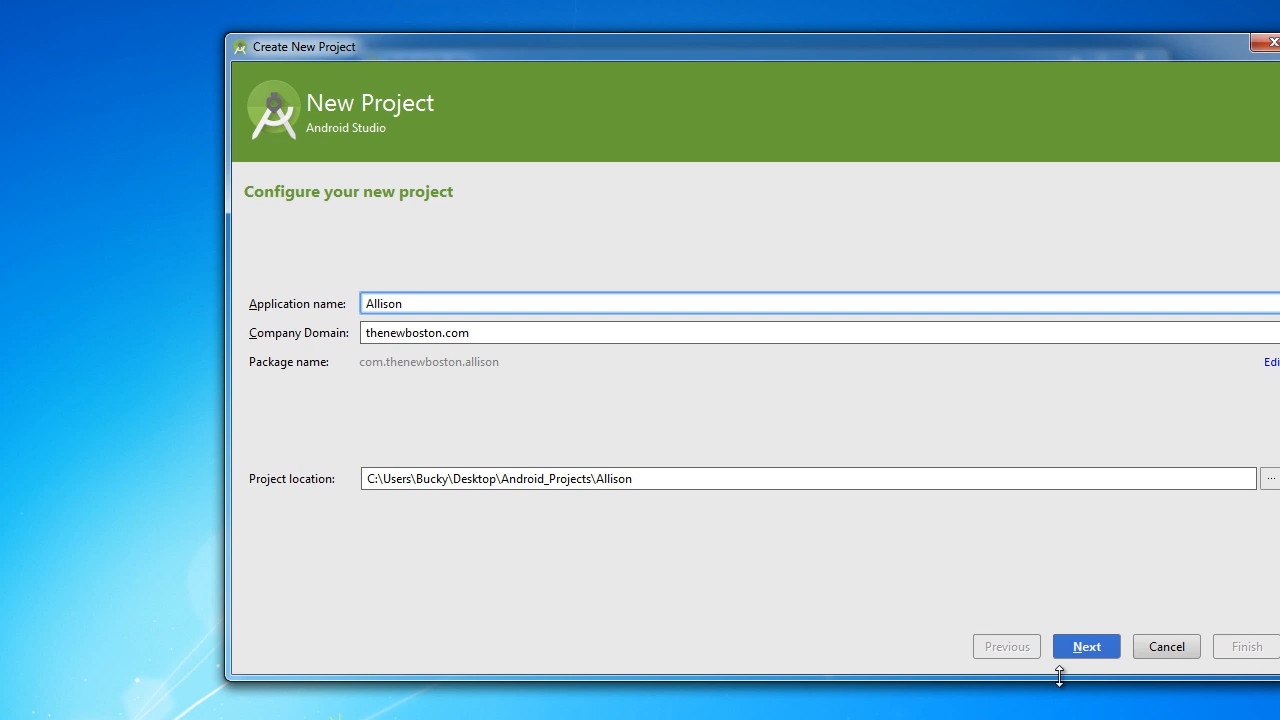 Create New Project
New Project
Android Studio
Configure your new project
Application name: Allison
Company Domain: thenewboston.com
Package name: com.thenewboston.allison
Edi
Project location: C:\Users\Bucky\Desktop\Android_Projects\Allison ...
Previous Next Cancel Finish